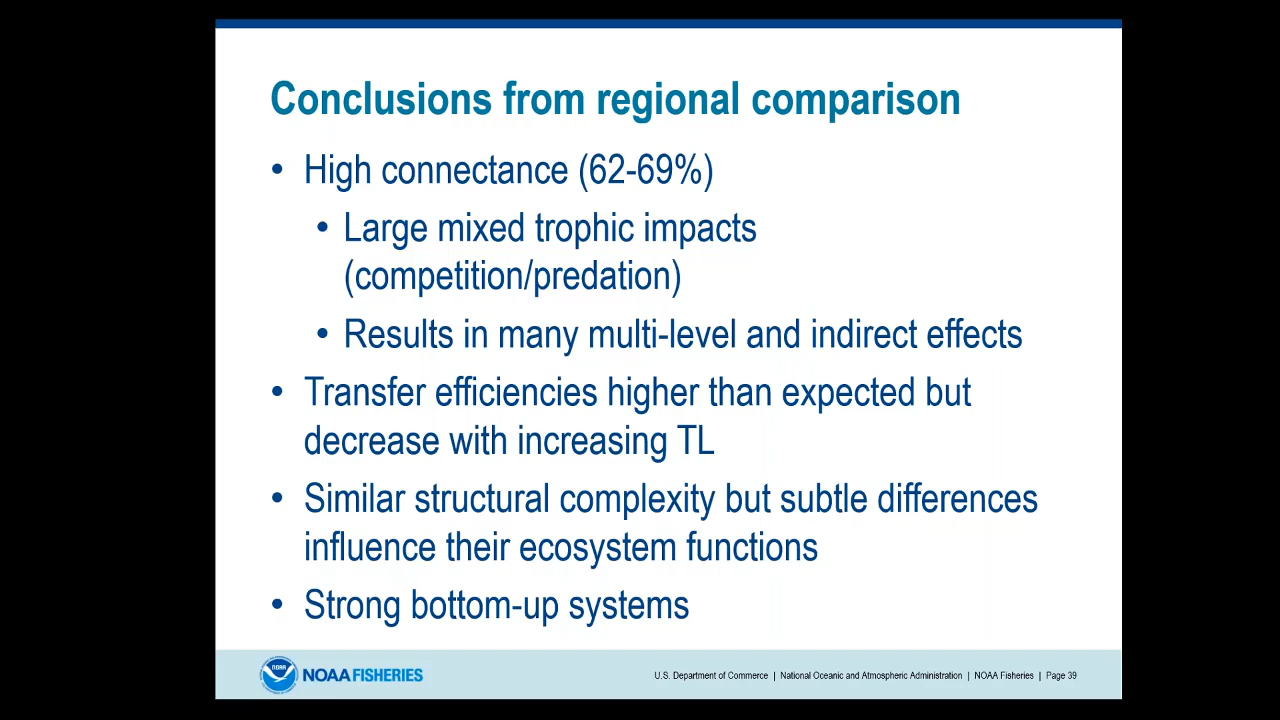 Conclusions from regional comparison
• High connectance (62-69%)
• Large mixed trophic impacts
(competition/predation)
• Results in many multi-level and indirect effects
• Transfer efficiencies higher than expected but
decrease with increasing TL
• Similar structural complexity but subtle differences
influence their ecosystem functions
• Strong bottom-up systems
NOAA
NOAA FISHERIES
U.S. Department of Commerce | National Oceanic and Atmospheric Administration | NOAA Fisheries | Page 39